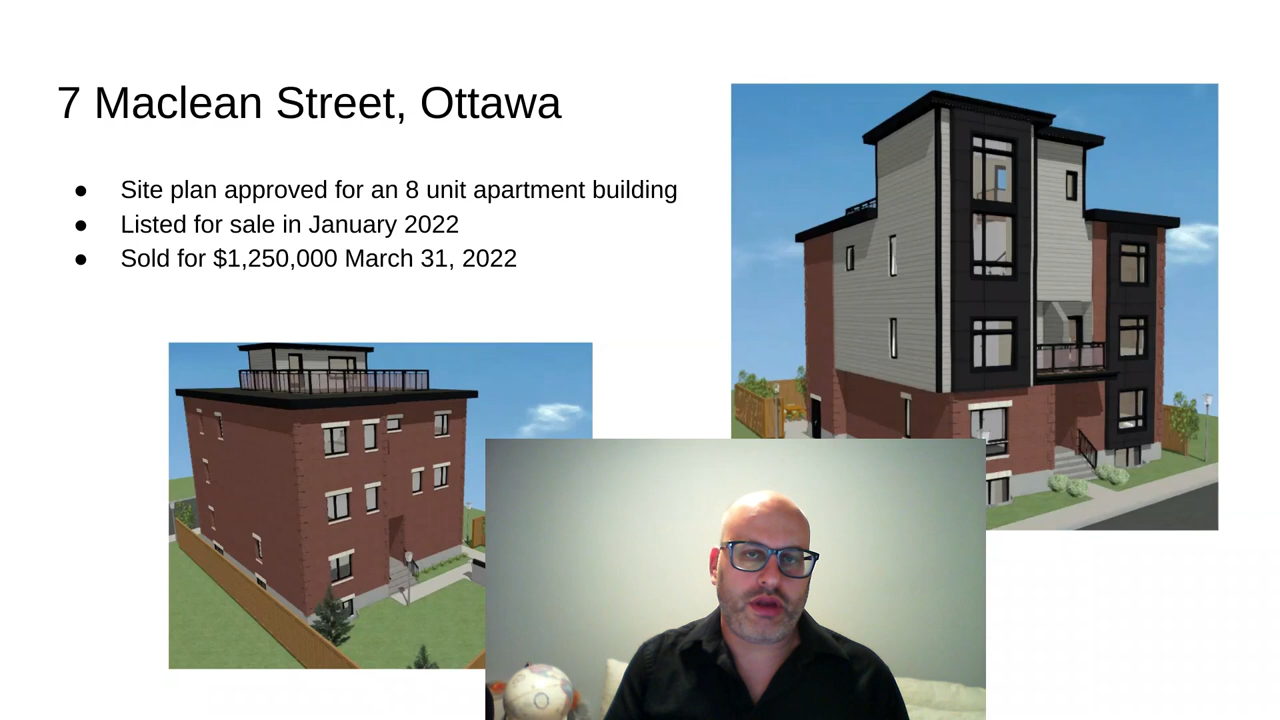 7 Maclean Street, Ottawa
● Site plan approved for an 8 unit apartment building
● Listed for sale in January 2022
● Sold for $1,250,000 March 31, 2022